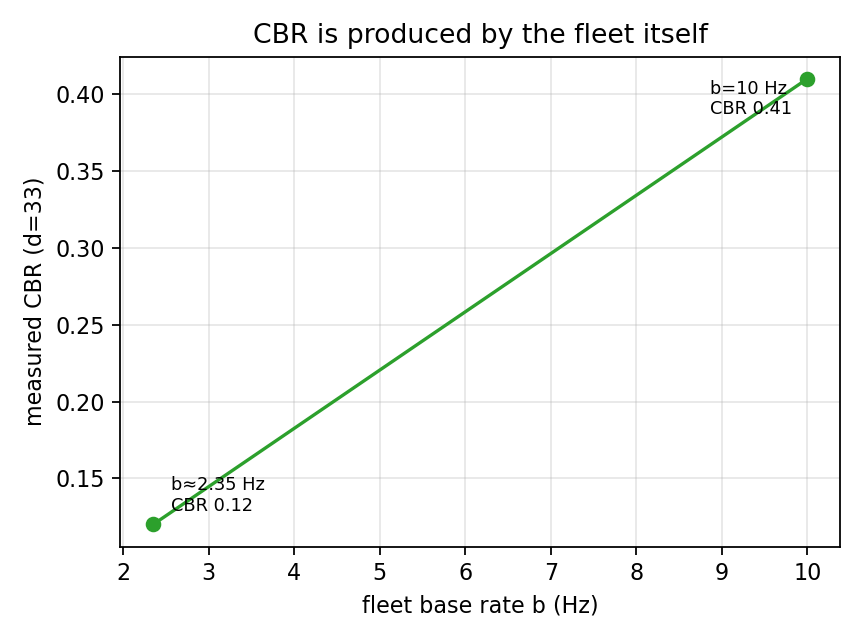 CBR is produced by the fleet itself
measured CBR (d=33)
0.40
0.35
0.30
0.25
0.20
0.15
b=10 Hz
CBR 0.41
b≈2.35 Hz
CBR 0.12
2 3 4 5 6 7 8 9 10
fleet base rate b (Hz)